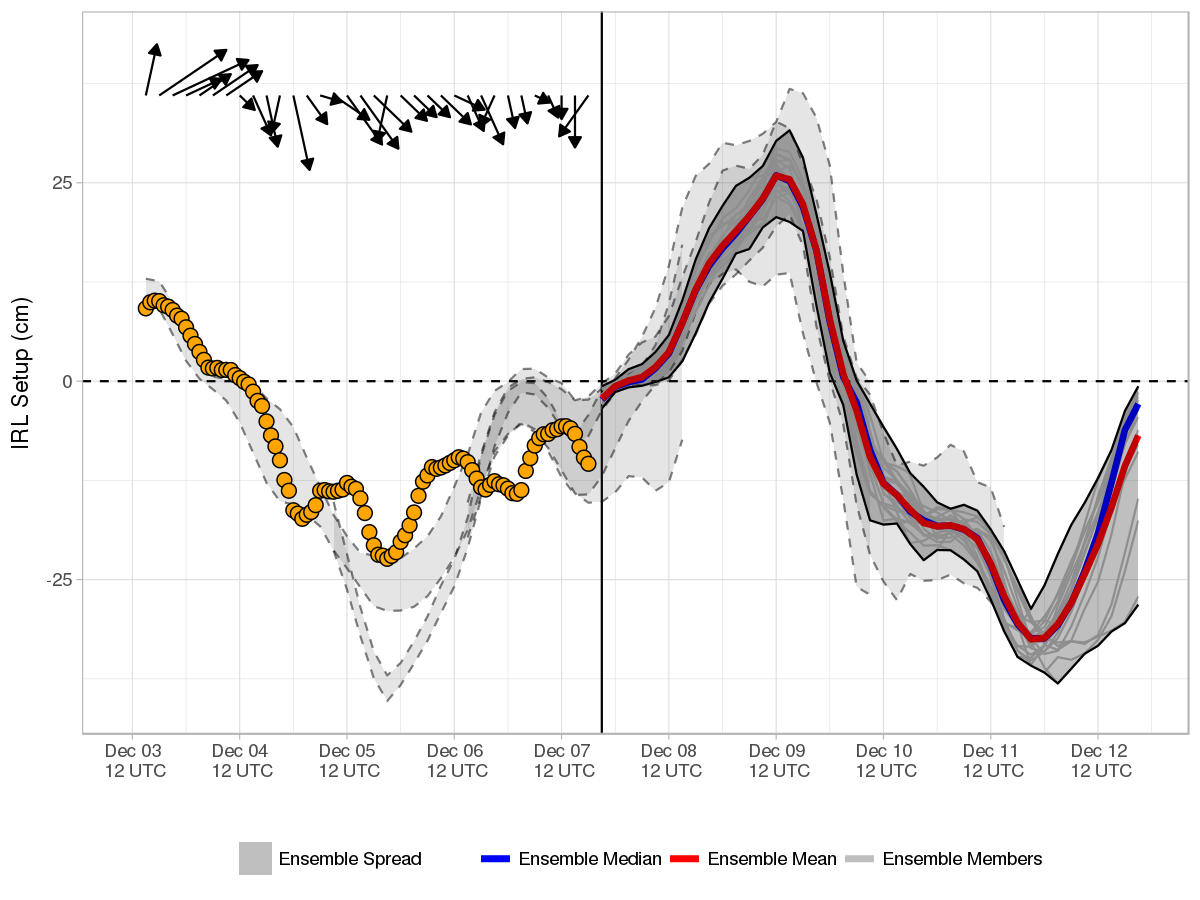 IRL Setup (cm)
25
0
-25
Dec 03 Dec 04 Dec 05 Dec 06 Dec 07 Dec 08 Dec 09 Dec 10 Dec 11 Dec 12
12 UTC 12 UTC 12 UTC 12 UTC 12 UTC 12 UTC 12 UTC 12 UTC 12 UTC 12 UTC
Ensemble Spread Ensemble Median Ensemble Mean Ensemble Members